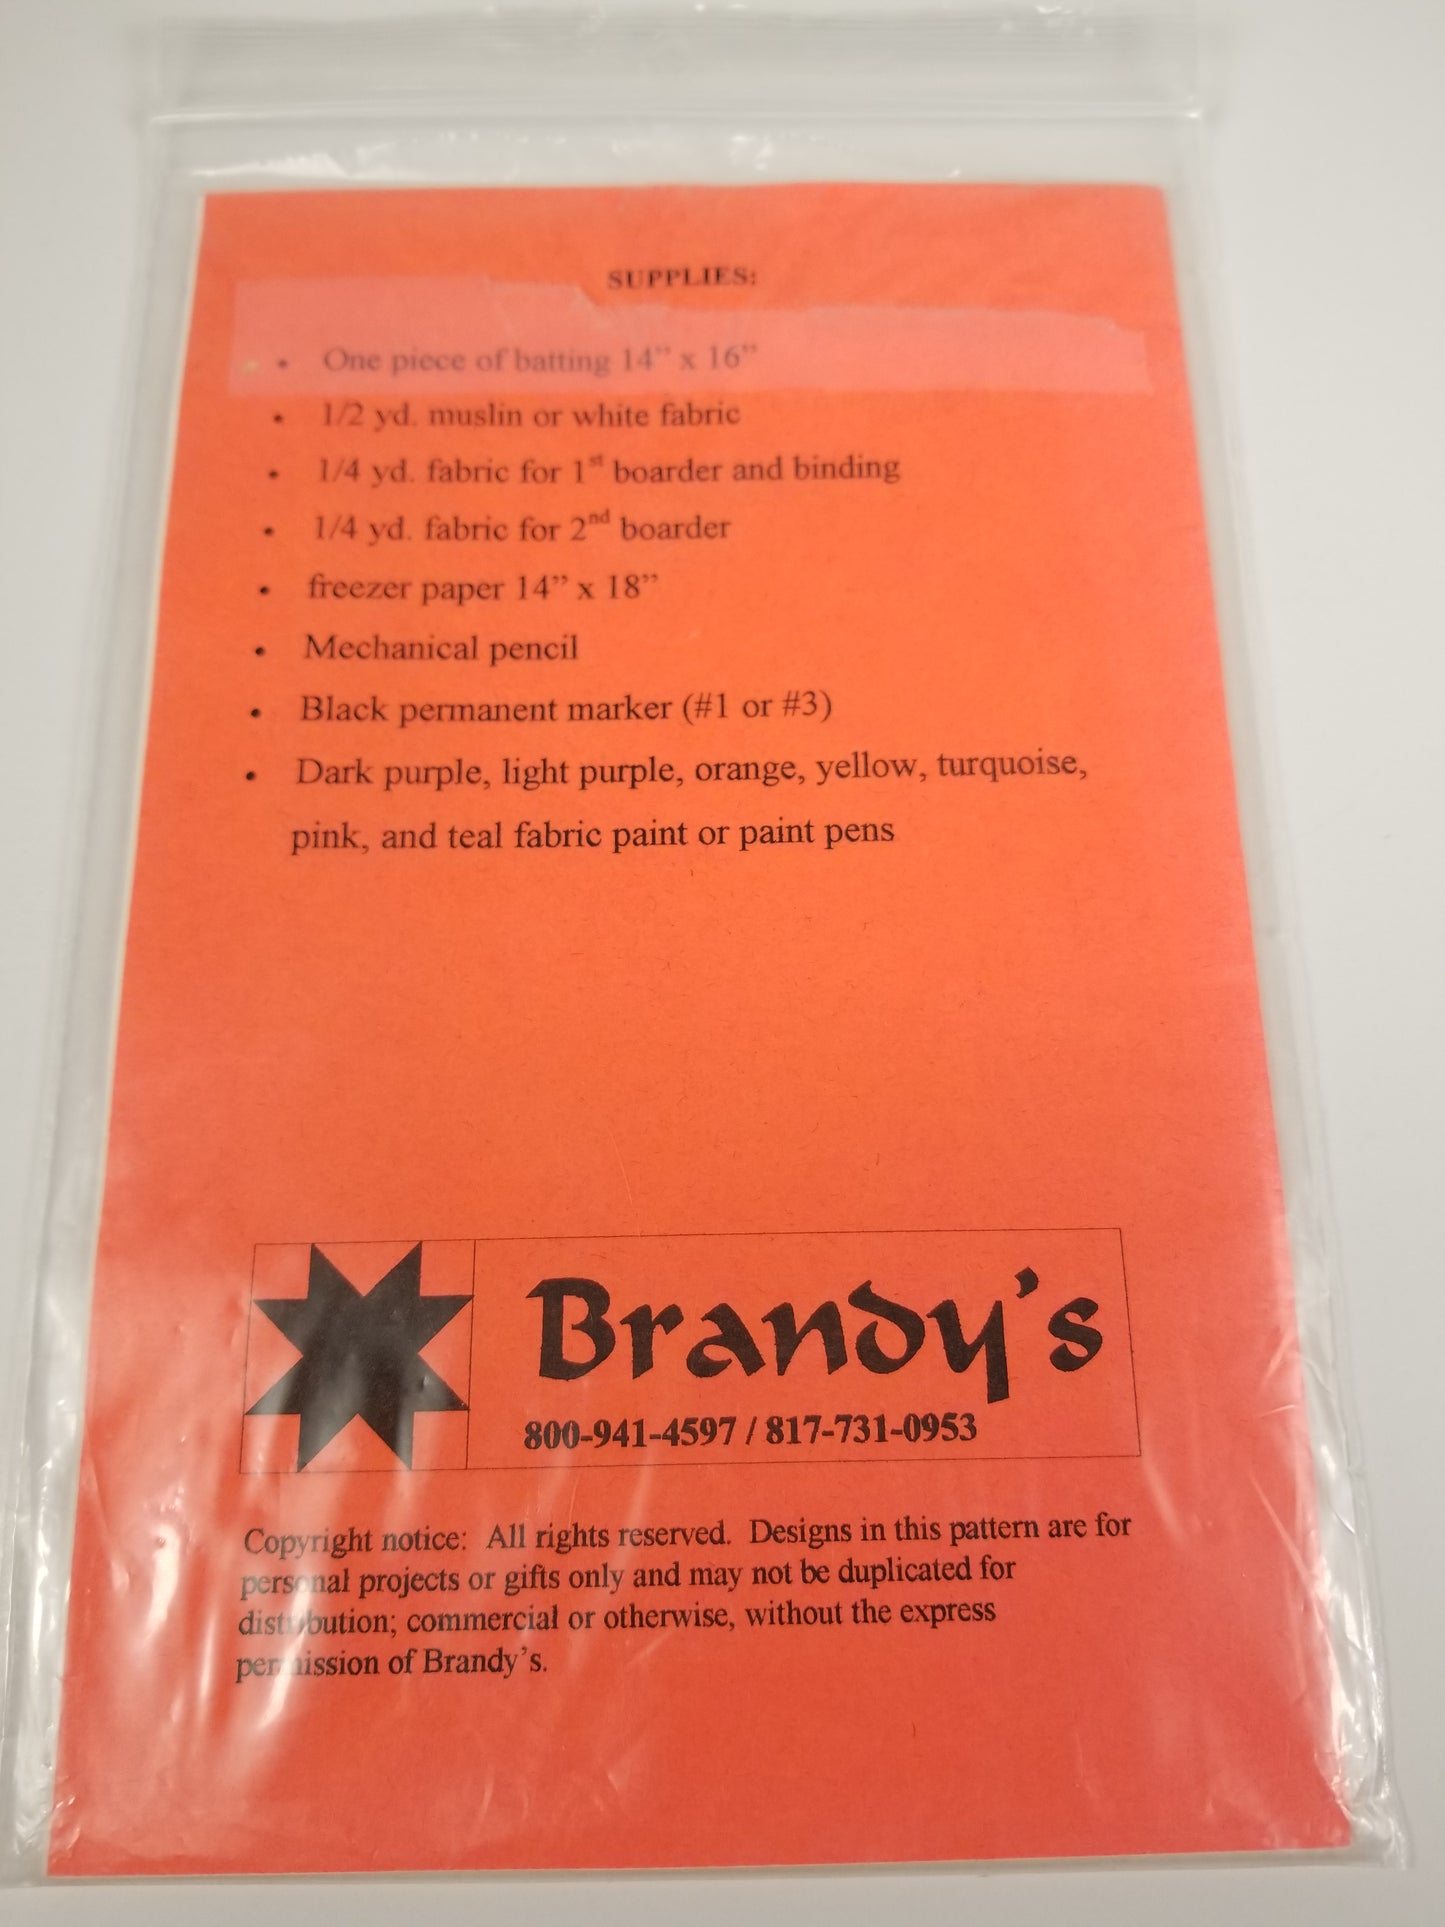 SUPPLIES:
• One piece of batting 14” x 16”
• 1/2 yd. muslin or white fabric
• 1/4 yd. fabric for 1st boarder and binding
• 1/4 yd. fabric for 2nd boarder
• freezer paper 14” x 18”
• Mechanical pencil
• Black permanent marker (#1 or #3)
• Dark purple, light purple, orange, yellow, turquoise,
pink, and teal fabric paint or paint pens
Brandy’s
800-941-4597 / 817-731-0953
Copyright notice: All rights reserved. Designs in this pattern are for
personal projects or gifts only and may not be duplicated for
distribution; commercial or otherwise, without the express
permission of Brandy’s.